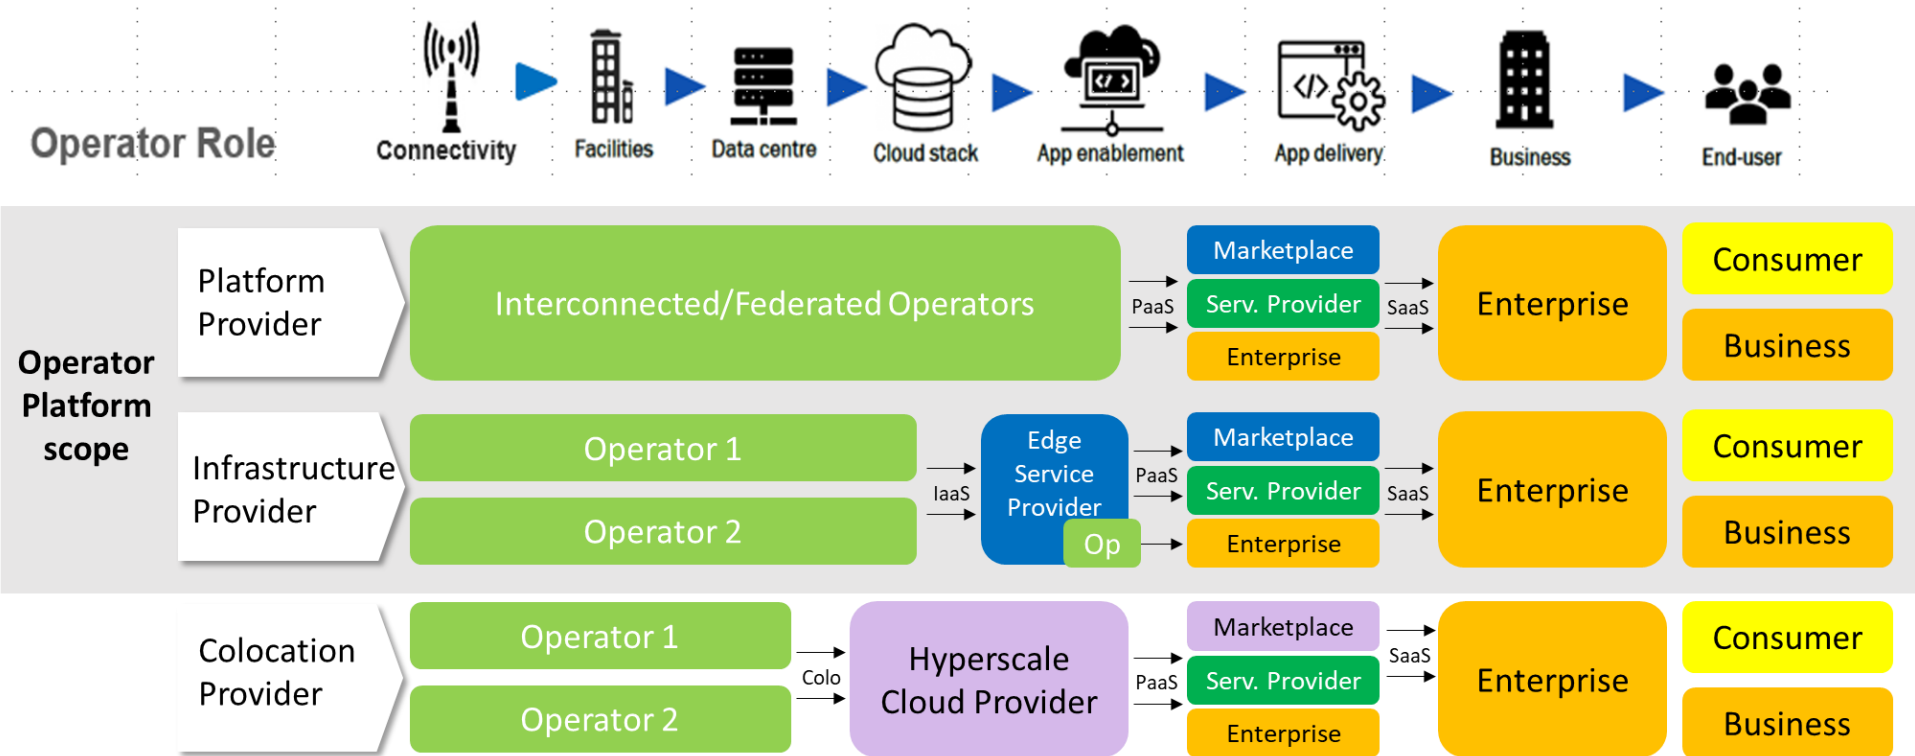 Operator Role
Connectivity
Facilities
Data centre
Cloud stack
App enablement
App delivery
Business
End-user
Operator
Platform
scope
Platform
Provider
Interconnected/Federated Operators
PaaS
Marketplace
Serv. Provider
Enterprise
SaaS
Enterprise
Consumer
Business
Infrastructure
Provider
Operator 1
Operator 2
IaaS
Edge
Service
Provider
Op
PaaS
Marketplace
Serv. Provider
Enterprise
SaaS
Enterprise
Consumer
Business
Colocation
Provider
Operator 1
Operator 2
Colo
Hyperscale
Cloud Provider
PaaS
Marketplace
Serv. Provider
Enterprise
SaaS
Enterprise
Consumer
Business